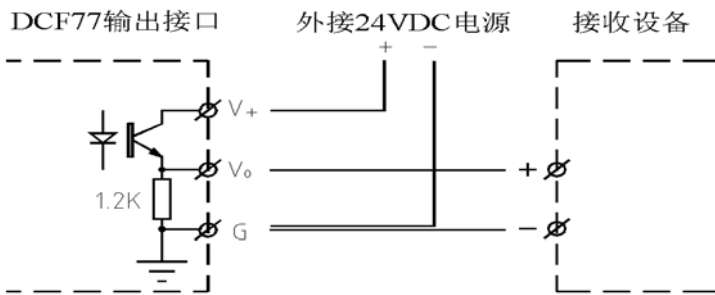 DCF77输出接口 外接24VDC电源 接收设备
+ −
V+
Vo + 
1.2K
G −